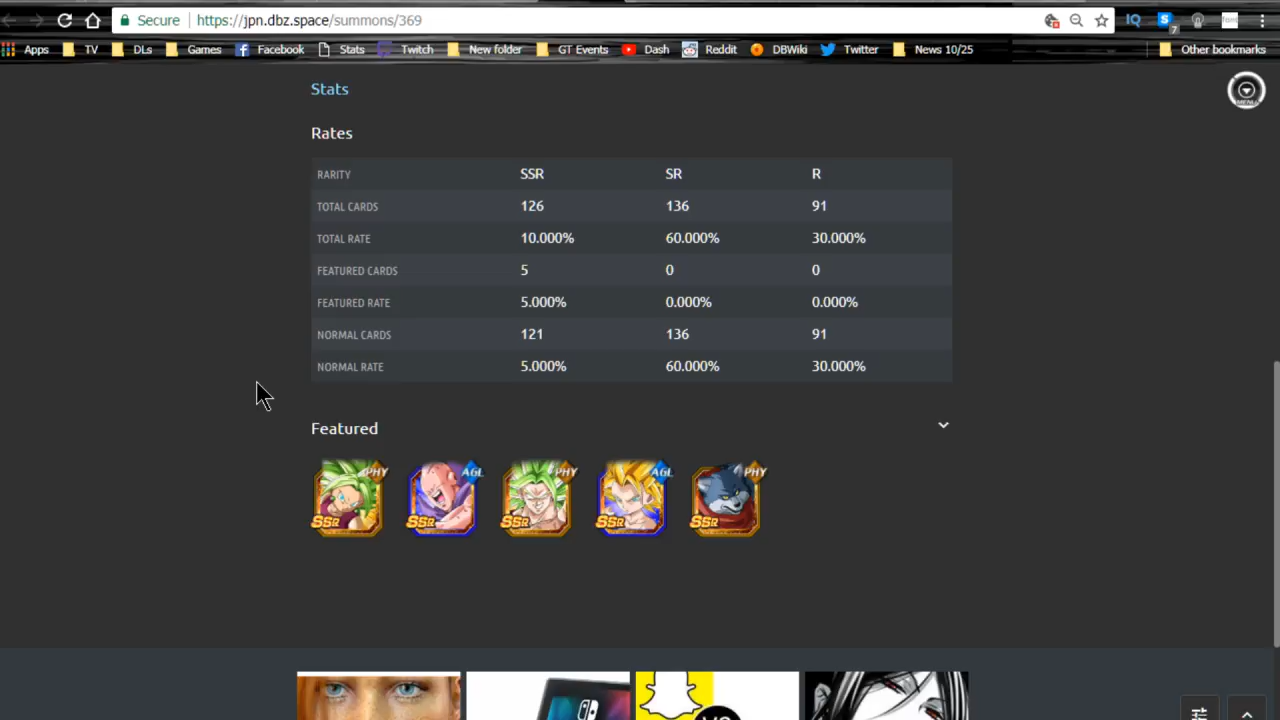 Secure https://jpn.dbz.space/summons/369 IQ S 7
Apps TV DLs Games Facebook Stats Twitch New folder GT Events Dash Reddit DBWiki Twitter News 10/25 Other bookmarks
Stats
MENU
Rates
RARITY SSR SR R
TOTAL CARDS 126 136 91
TOTAL RATE 10.000% 60.000% 30.000%
FEATURED CARDS 5 0 0
FEATURED RATE 5.000% 0.000% 0.000%
NORMAL CARDS 121 136 91
NORMAL RATE 5.000% 60.000% 30.000%
Featured
PHY AGL PHY AGL PHY
SSR SSR SSR SSR SSR